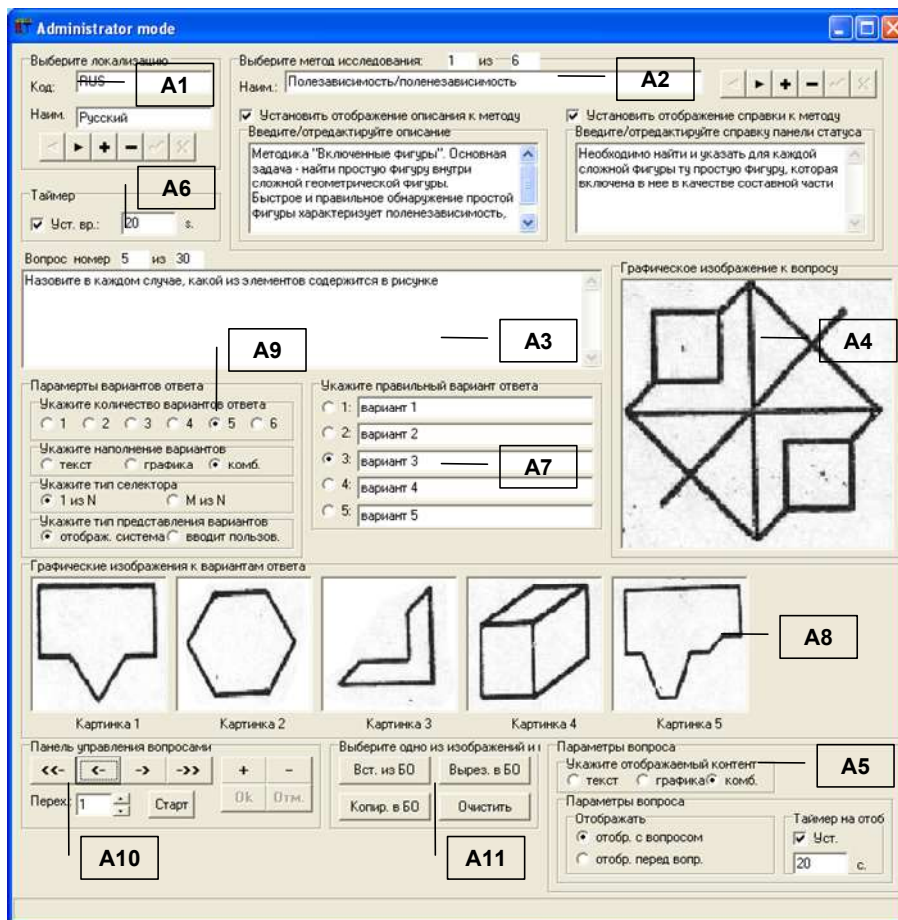 Administrator mode
Выберите локализацию
Код: RUS
A1
Наим. Русский
< ► + −
A6
Таймер
Уст. вр.: 20 s.
Выберите метод исследования: 1 из 6
Наим.: Полезависимость/поленезависимость
A2
< ► + −
Установить отображение описания к методу
Введите/отредактируйте описание
Методика "Включенные фигуры". Основная
задача - найти простую фигуру внутри
сложной геометрической фигуры.
Быстрое и правильное обнаружение простой
фигуры характеризует поленезависимость,
Установить отображение справки к методу
Введите/отредактируйте справку панели статуса
Необходимо найти и указать для каждой
сложной фигуры ту простую фигуру, которая
включена в нее в качестве составной части
Вопрос номер 5 из 30
Назовите в каждом случае, какой из элементов содержится в рисунке
A3
A9
Графическое изображение к вопросу
A4
Парамерты вариантов ответа
Укажите количество вариантов ответа
1 2 3 4 5 6
Укажите наполнение вариантов
текст графика комб.
Укажите тип селектора
1 из N M из N
Укажите тип представления вариантов
отображ. система вводит пользов.
Укажите правильный вариант ответа
1: вариант 1
2: вариант 2
3: вариант 3
A7
4: вариант 4
5: вариант 5
Графические изображения к вариантам ответа
A8
Картинка 1 Картинка 2 Картинка 3 Картинка 4 Картинка 5
Панель управления вопросами
<<- <- -> ->> + −
Перех: 1 Старт Ok Отм.
A10
Выберите одно из изображений и
Вст. из БО Вырез. в БО
Копир. в БО Очистить
A11
Параметры вопроса
Укажите отображаемый контент
текст графика комб.
A5
Параметры вопроса
Отображать
отобр. с вопросом
отобр. перед вопр.
Таймер на отоб
Уст.
20 с.